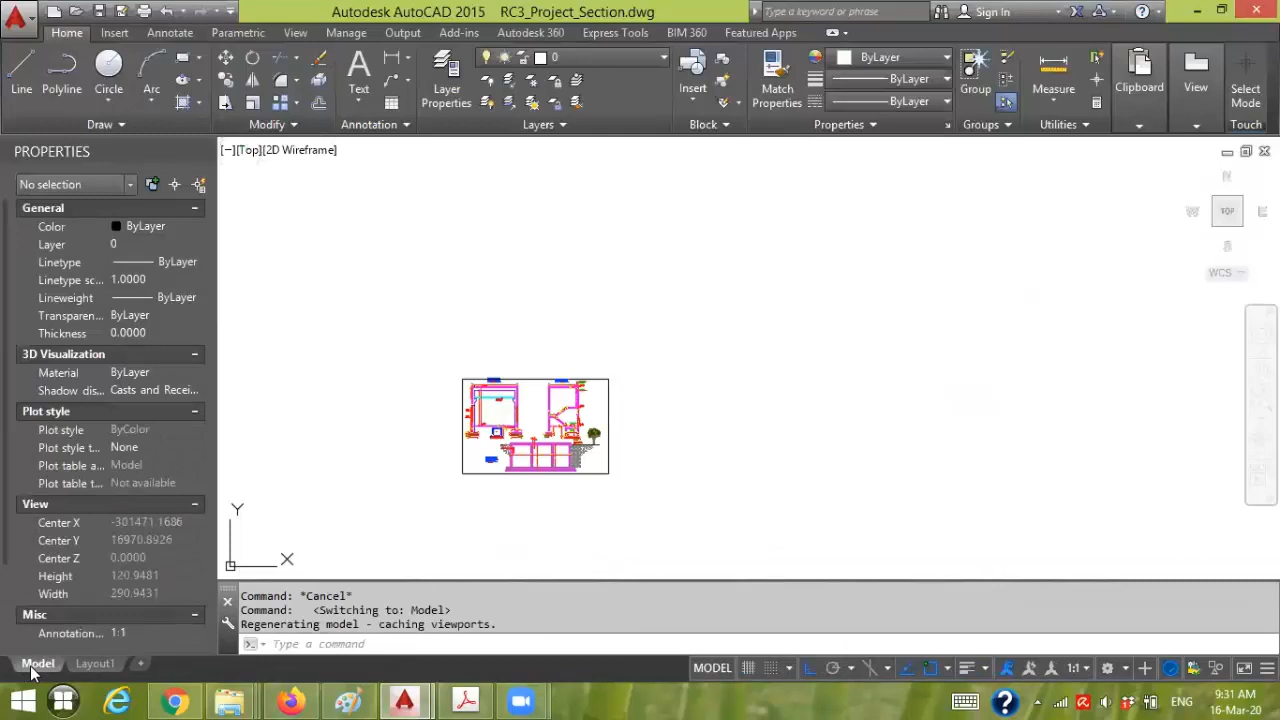 Autodesk AutoCAD 2015 RC3_Project_Section.dwg
Type a keyword or phrase
Sign In
Home Insert Annotate Parametric View Manage Output Add-ins Autodesk 360 Express Tools BIM 360 Featured Apps
Line Polyline Circle Arc
Text
Layer Properties
0
Insert
Match Properties
ByLayer
ByLayer
ByLayer
Group
Measure
Clipboard
View
Select Mode
Draw Modify Annotation Layers Block Properties Groups Utilities Touch
PROPERTIES
[−][Top][2D Wireframe]
No selection
General
Color ByLayer
Layer 0
Linetype ByLayer
Linetype sc... 1.0000
Lineweight ByLayer
Transparen... ByLayer
Thickness 0.0000
3D Visualization
Material ByLayer
Shadow dis... Casts and Recei...
Plot style
Plot style ByColor
Plot style t... None
Plot table a... Model
Plot table t... Not available
View
Center X -301471.1686
Center Y 16970.8926
Center Z 0.0000
Height 120.9481
Width 290.9431
Misc
Annotation... 1:1
N
W TOP E
S
WCS
Y
X
Command: *Cancel*
Command: <Switching to: Model>
Regenerating model - caching viewports.
Type a command
Model Layout1 +
MODEL 1:1
ENG
9:31 AM
16-Mar-20